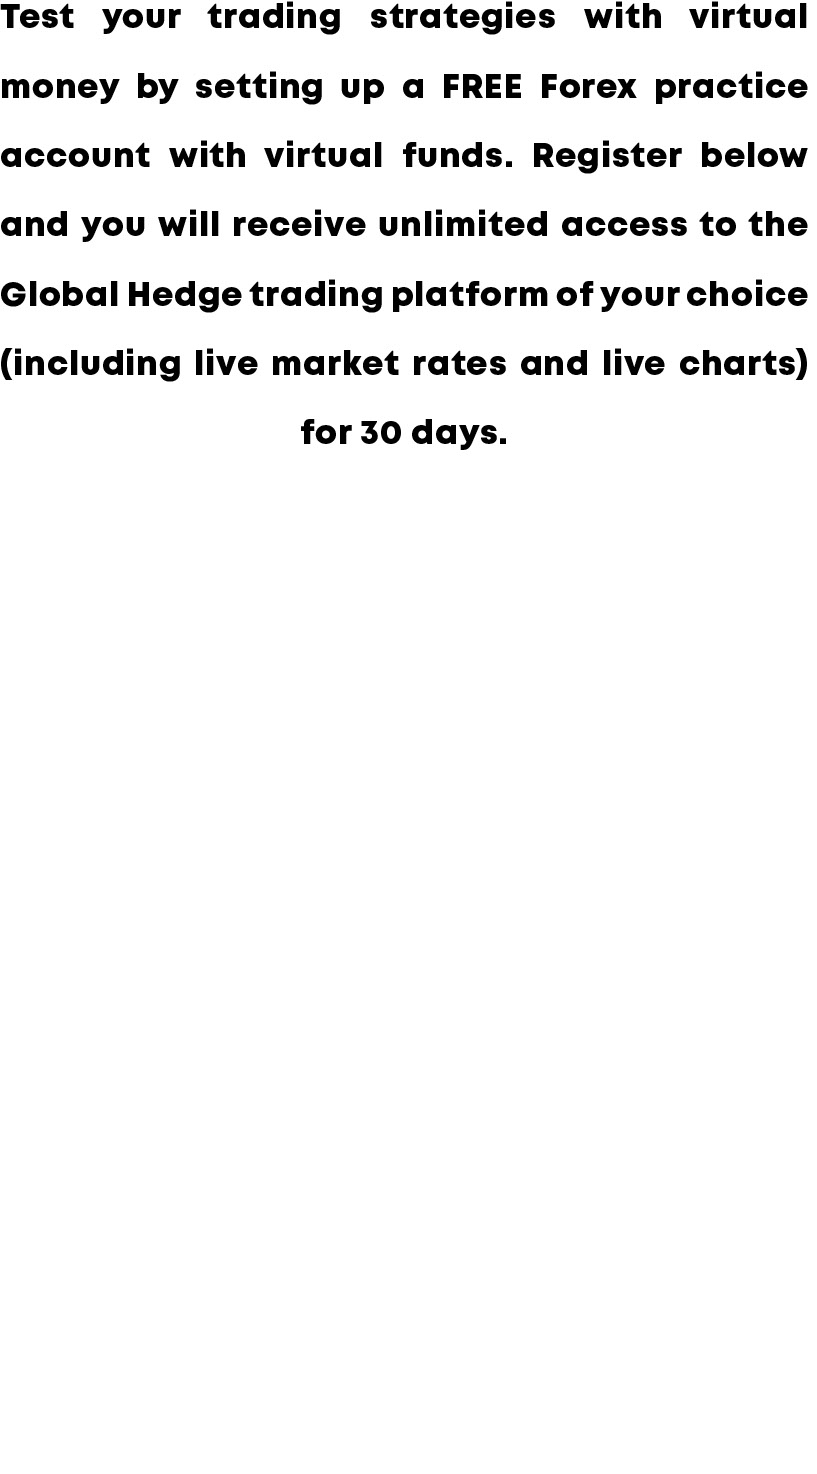 Test your trading strategies with virtual
money by setting up a FREE Forex practice
account with virtual funds. Register below
and you will receive unlimited access to the
Global Hedge trading platform of your choice
(including live market rates and live charts)
for 30 days.